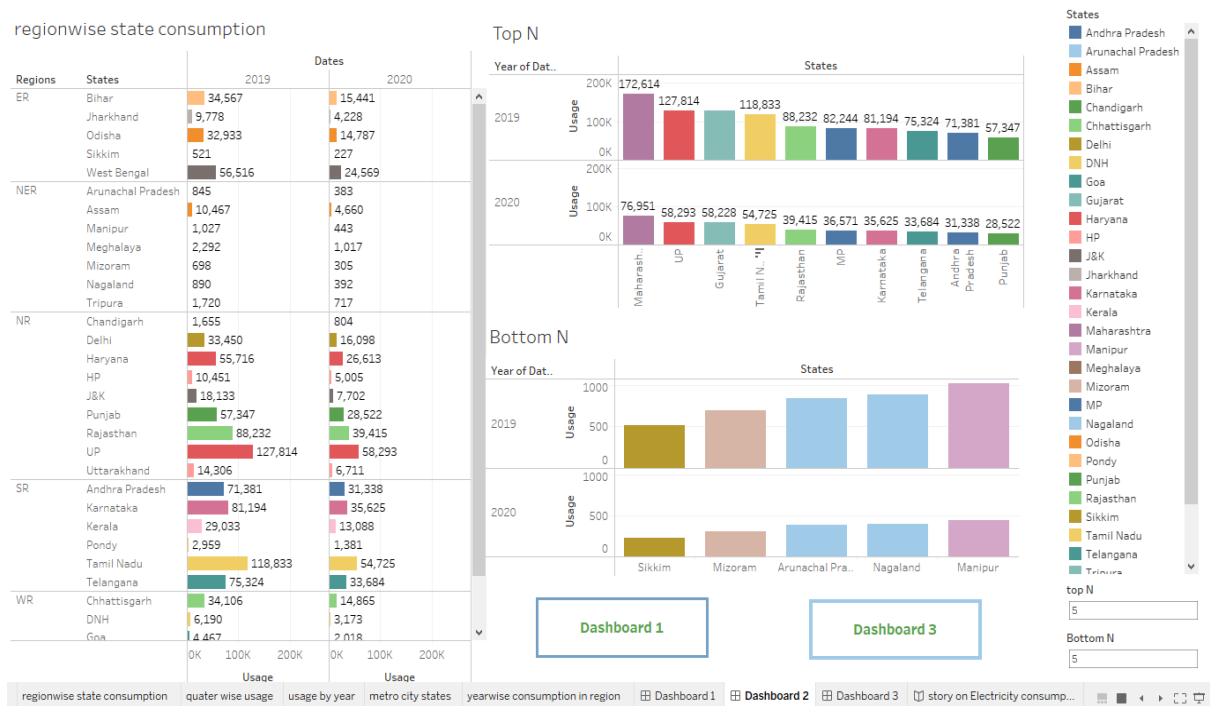 regionwise state consumption
Dates
Regions States 2019 2020
ER Bihar 34,567 15,441
Jharkhand 9,778 4,228
Odisha 32,933 14,787
Sikkim 521 227
West Bengal 56,516 24,569
NER Arunachal Pradesh 845 383
Assam 10,467 4,660
Manipur 1,027 443
Meghalaya 2,292 1,017
Mizoram 698 305
Nagaland 890 392
Tripura 1,720 717
NR Chandigarh 1,655 804
Delhi 33,450 16,098
Haryana 55,716 26,613
HP 10,451 5,005
J&K 18,133 7,702
Punjab 57,347 28,522
Rajasthan 88,232 39,415
UP 127,814 58,293
Uttarakhand 14,306 6,711
SR Andhra Pradesh 71,381 31,338
Karnataka 81,194 35,625
Kerala 29,033 13,088
Pondy 2,959 1,381
Tamil Nadu 118,833 54,725
Telangana 75,324 33,684
WR Chhattisgarh 34,106 14,865
DNH 6,190 3,173
Goa 4,467 2,018
0K 100K 200K 0K 100K 200K
Usage Usage
Top N
Year of Dat.. States
2019
Usage
200K
100K
0K
172,614 127,814 118,833 88,232 82,244 81,194 75,324 71,381 57,347
2020
Usage
200K
100K
0K
76,951 58,293 58,228 54,725 39,415 36,571 35,625 33,684 31,338 28,522
Maharash..
UP
Gujarat
Tamil N..
Rajasthan
MP
Karnataka
Telangana
Andhra
Pradesh
Punjab
Bottom N
Year of Dat.. States
2019
Usage
1000
500
0
2020
Usage
1000
500
0
Sikkim Mizoram Arunachal Pra.. Nagaland Manipur
Dashboard 1 Dashboard 3
States
Andhra Pradesh
Arunachal Pradesh
Assam
Bihar
Chandigarh
Chhattisgarh
Delhi
DNH
Goa
Gujarat
Haryana
HP
J&K
Jharkhand
Karnataka
Kerala
Maharashtra
Manipur
Meghalaya
Mizoram
MP
Nagaland
Odisha
Pondy
Punjab
Rajasthan
Sikkim
Tamil Nadu
Telangana
Tripura
top N
5
Bottom N
5
regionwise state consumption quater wise usage usage by year metro city states yearwise consumption in region Dashboard 1 Dashboard 2 Dashboard 3 story on Electricity consump...